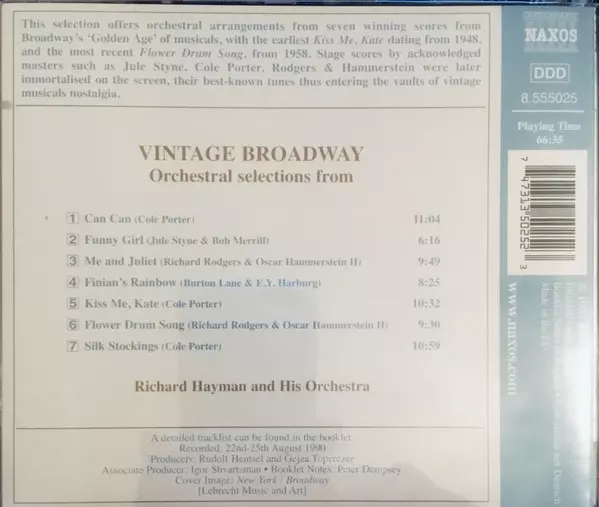 This selection offers orchestral arrangements from seven winning scores from
Broadway's 'Golden Age' of musicals, with the earliest Kiss Me, Kate dating from 1948,
and the most recent Flower Drum Song, from 1958. Stage scores by acknowledged
masters such as Jule Styne, Cole Porter, Rodgers & Hammerstein were later
immortalised on the screen, their best-known tunes thus entering the vaults of vintage
musicals nostalgia.
VINTAGE BROADWAY
Orchestral selections from
1 Can Can (Cole Porter) 11:04
2 Funny Girl (Jule Styne & Bob Merrill) 6:16
3 Me and Juliet (Richard Rodgers & Oscar Hammerstein II) 9:49
4 Finian's Rainbow (Burton Lane & E.Y. Harburg) 8:25
5 Kiss Me, Kate (Cole Porter) 10:32
6 Flower Drum Song (Richard Rodgers & Oscar Hammerstein II) 9:30
7 Silk Stockings (Cole Porter) 10:59
Richard Hayman and His Orchestra
A detailed tracklist can be found in the booklet
Recorded: 22nd-25th August 1990
Producers: Rudolf Hentsel and Gejza Toperczer
Associate Producer: Igor Shvartsman • Booklet Notes: Peter Dempsey
Cover Image: New York / Broadway
[Lebrecht Music and Art]
NAXOS
DDD
8.555025
Playing Time
66:35
7 47313 50252 3
www.naxos.com